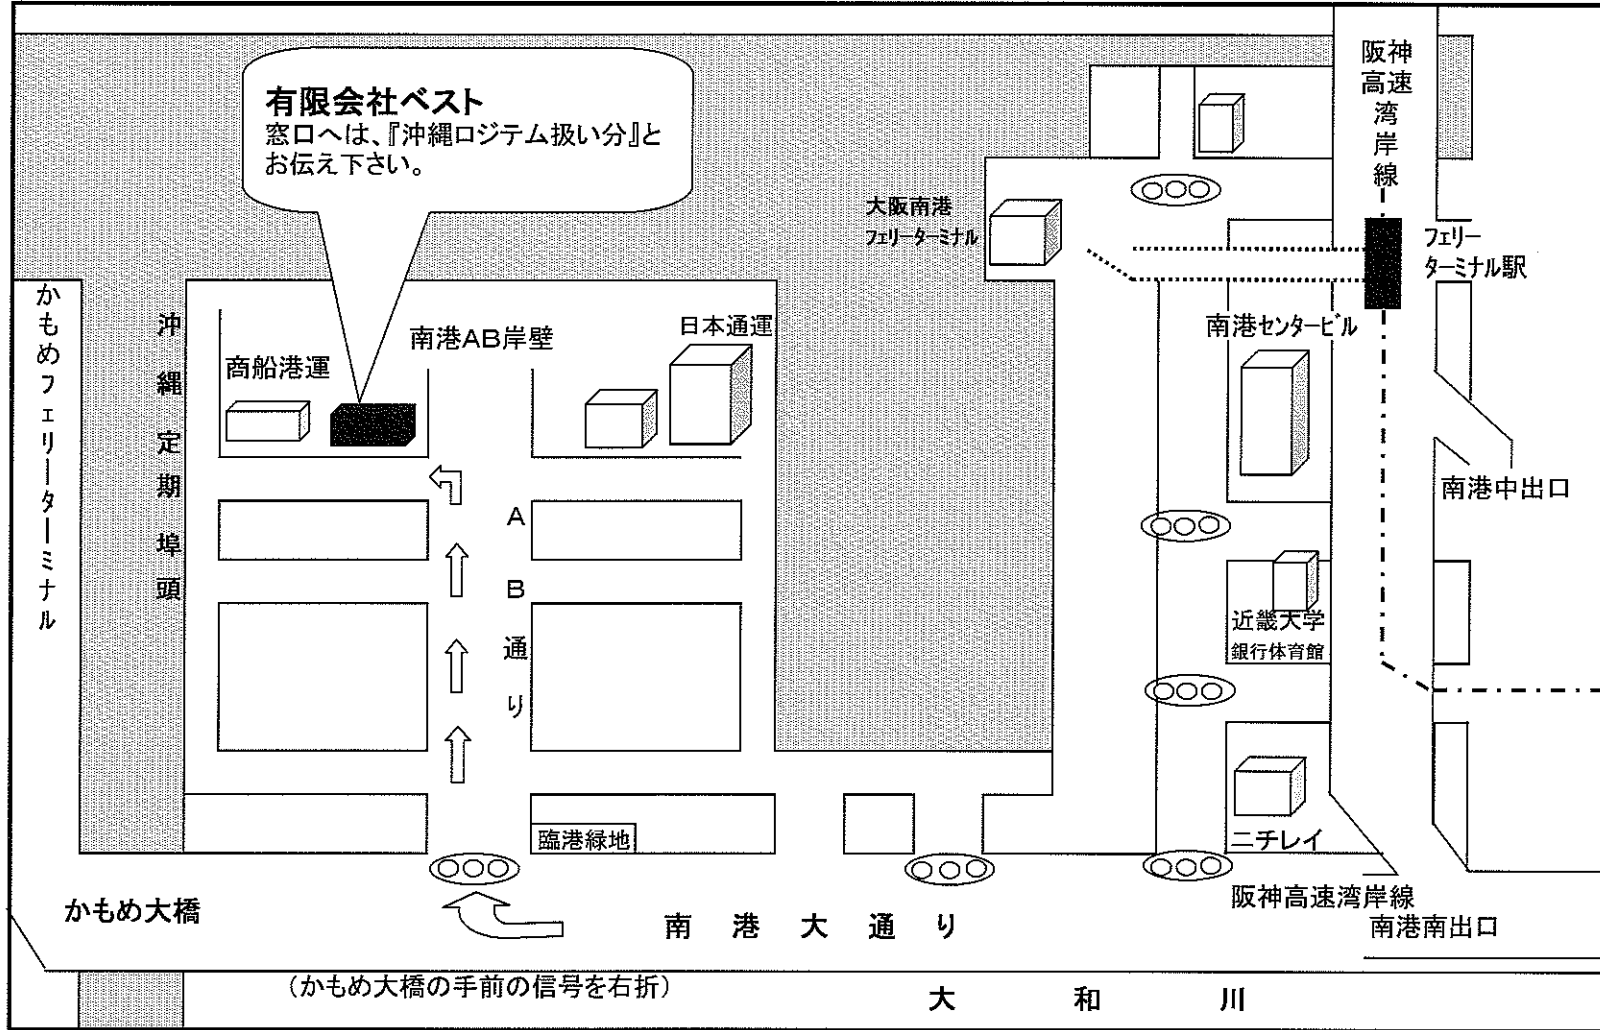 有限会社ベスト
窓口へは、『沖縄ロジテム扱い分』と
お伝え下さい。
阪神
高速
湾
岸
線
大阪南港
フェリーターミナル
フェリー
ターミナル駅
かもめフェリーターミナル
沖縄定期埠頭
南港AB岸壁
日本通運
商船港運
南港センタービル
南港中出口
AB通り
近畿大学
銀行体育館
臨港緑地
ニチレイ
かもめ大橋
南港大通り
阪神高速湾岸線
南港南出口
(かもめ大橋の手前の信号を右折)
大和川